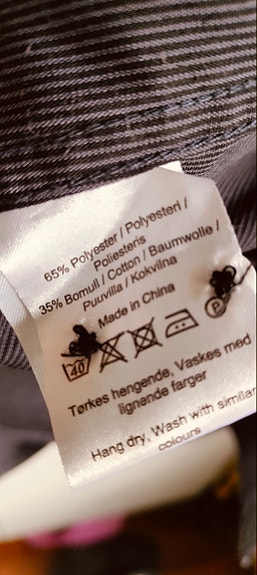 65% Polyester / Polyesteri /
Poliesteris
35% Bomull / Cotton / Baumwolle /
Puuvilla / Kokvilna
Made in China
40 P
Tørkes hengende, Vaskes med
lignende farger
Hang dry, Wash with similar
colours